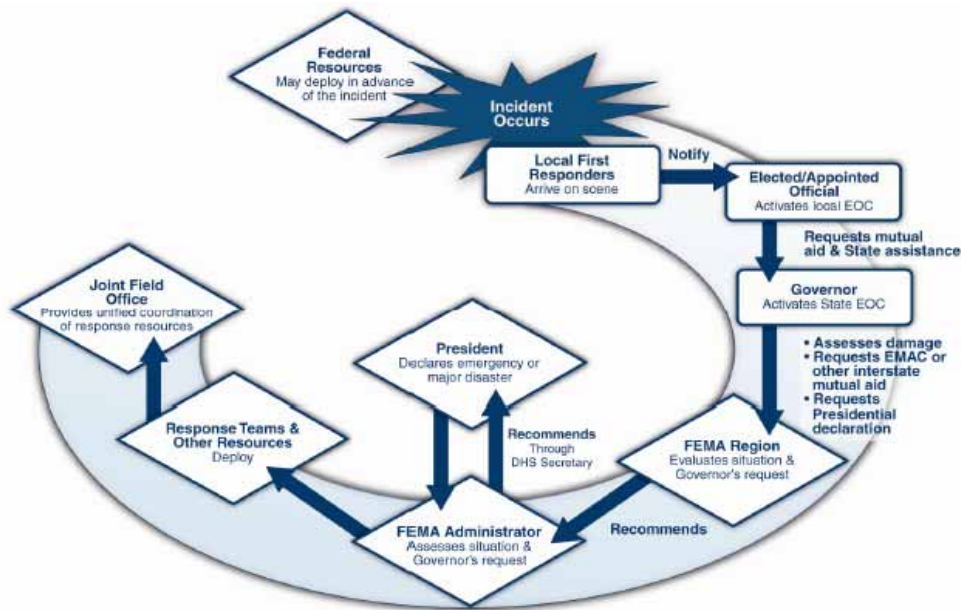 Federal
Resources
May deploy in advance
of the incident
Incident
Occurs
Local First
Responders
Arrive on scene
Notify
Elected/Appointed
Official
Activates local EOC
Requests mutual
aid & State assistance
Governor
Activates State EOC
• Assesses damage
• Requests EMAC or
other interstate
mutual aid
• Requests
Presidential
declaration
FEMA Region
Evaluates situation &
Governor's request
Recommends
FEMA Administrator
Assesses situation &
Governor's request
Recommends
Through
DHS Secretary
President
Declares emergency or
major disaster
Response Teams &
Other Resources
Deploy
Joint Field
Office
Provides unified coordination
of response resources